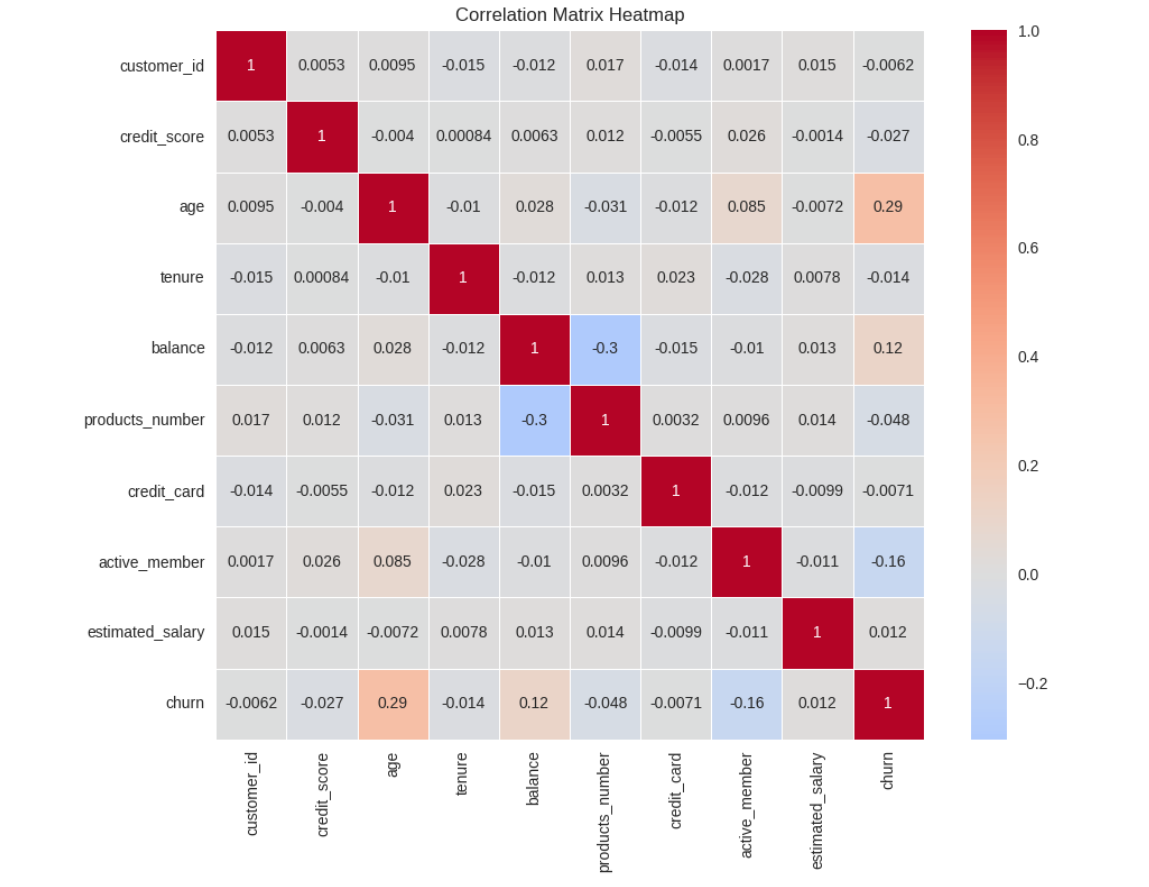 Correlation Matrix Heatmap
customer_id 1 0.0053 0.0095 -0.015 -0.012 0.017 -0.014 0.0017 0.015 -0.0062
credit_score 0.0053 1 -0.004 0.00084 0.0063 0.012 -0.0055 0.026 -0.0014 -0.027
age 0.0095 -0.004 1 -0.01 0.028 -0.031 -0.012 0.085 -0.0072 0.29
tenure -0.015 0.00084 -0.01 1 -0.012 0.013 0.023 -0.028 0.0078 -0.014
balance -0.012 0.0063 0.028 -0.012 1 -0.3 -0.015 -0.01 0.013 0.12
products_number 0.017 0.012 -0.031 0.013 -0.3 1 0.0032 0.0096 0.014 -0.048
credit_card -0.014 -0.0055 -0.012 0.023 -0.015 0.0032 1 -0.012 -0.0099 -0.0071
active_member 0.0017 0.026 0.085 -0.028 -0.01 0.0096 -0.012 1 -0.011 -0.16
estimated_salary 0.015 -0.0014 -0.0072 0.0078 0.013 0.014 -0.0099 -0.011 1 0.012
churn -0.0062 -0.027 0.29 -0.014 0.12 -0.048 -0.0071 -0.16 0.012 1
customer_id
credit_score
age
tenure
balance
products_number
credit_card
active_member
estimated_salary
churn
1.0
0.8
0.6
0.4
0.2
0.0
−0.2